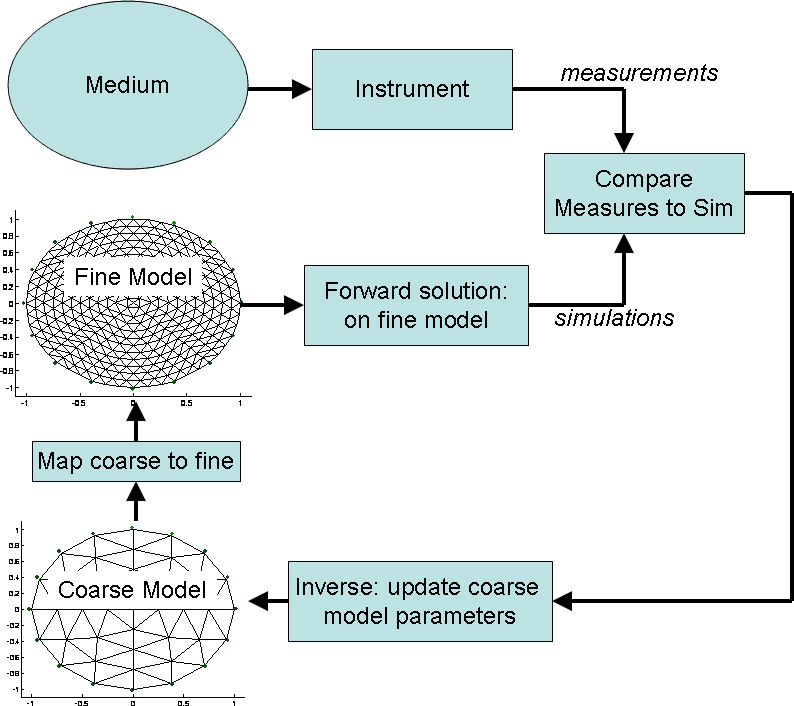 Medium
Instrument
measurements
Compare
Measures to Sim
1
0.8
0.6
0.4
0.2
0
-0.2
-0.4
-0.6
-0.8
-1
Fine Model
-1
-0.5
0
0.5
1
Forward solution:
on fine model
simulations
Map coarse to fine
1
0.8
0.6
0.4
0.2
0
-0.2
-0.4
-0.6
-0.8
-1
Coarse Model
-1
-0.5
0
0.5
1
Inverse: update coarse
model parameters